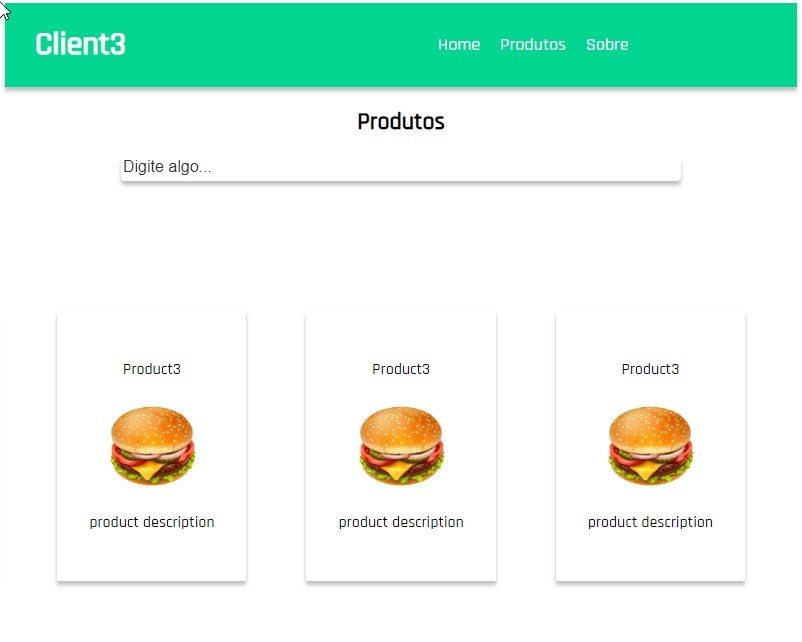 Client3
Home Produtos Sobre
Produtos
Digite algo...
Product3 Product3 Product3
product description product description product description